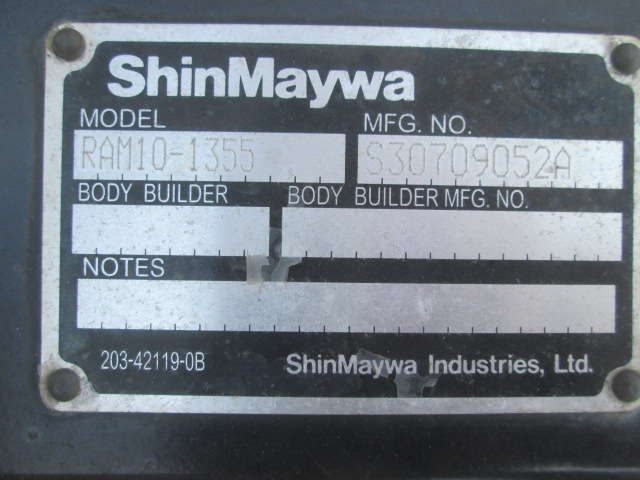 ShinMaywa
MODEL MFG. NO.
RAM10-1355 S30709052A
BODY BUILDER BODY BUILDER MFG. NO.
NOTES
203-42119-0B ShinMaywa Industries, Ltd.